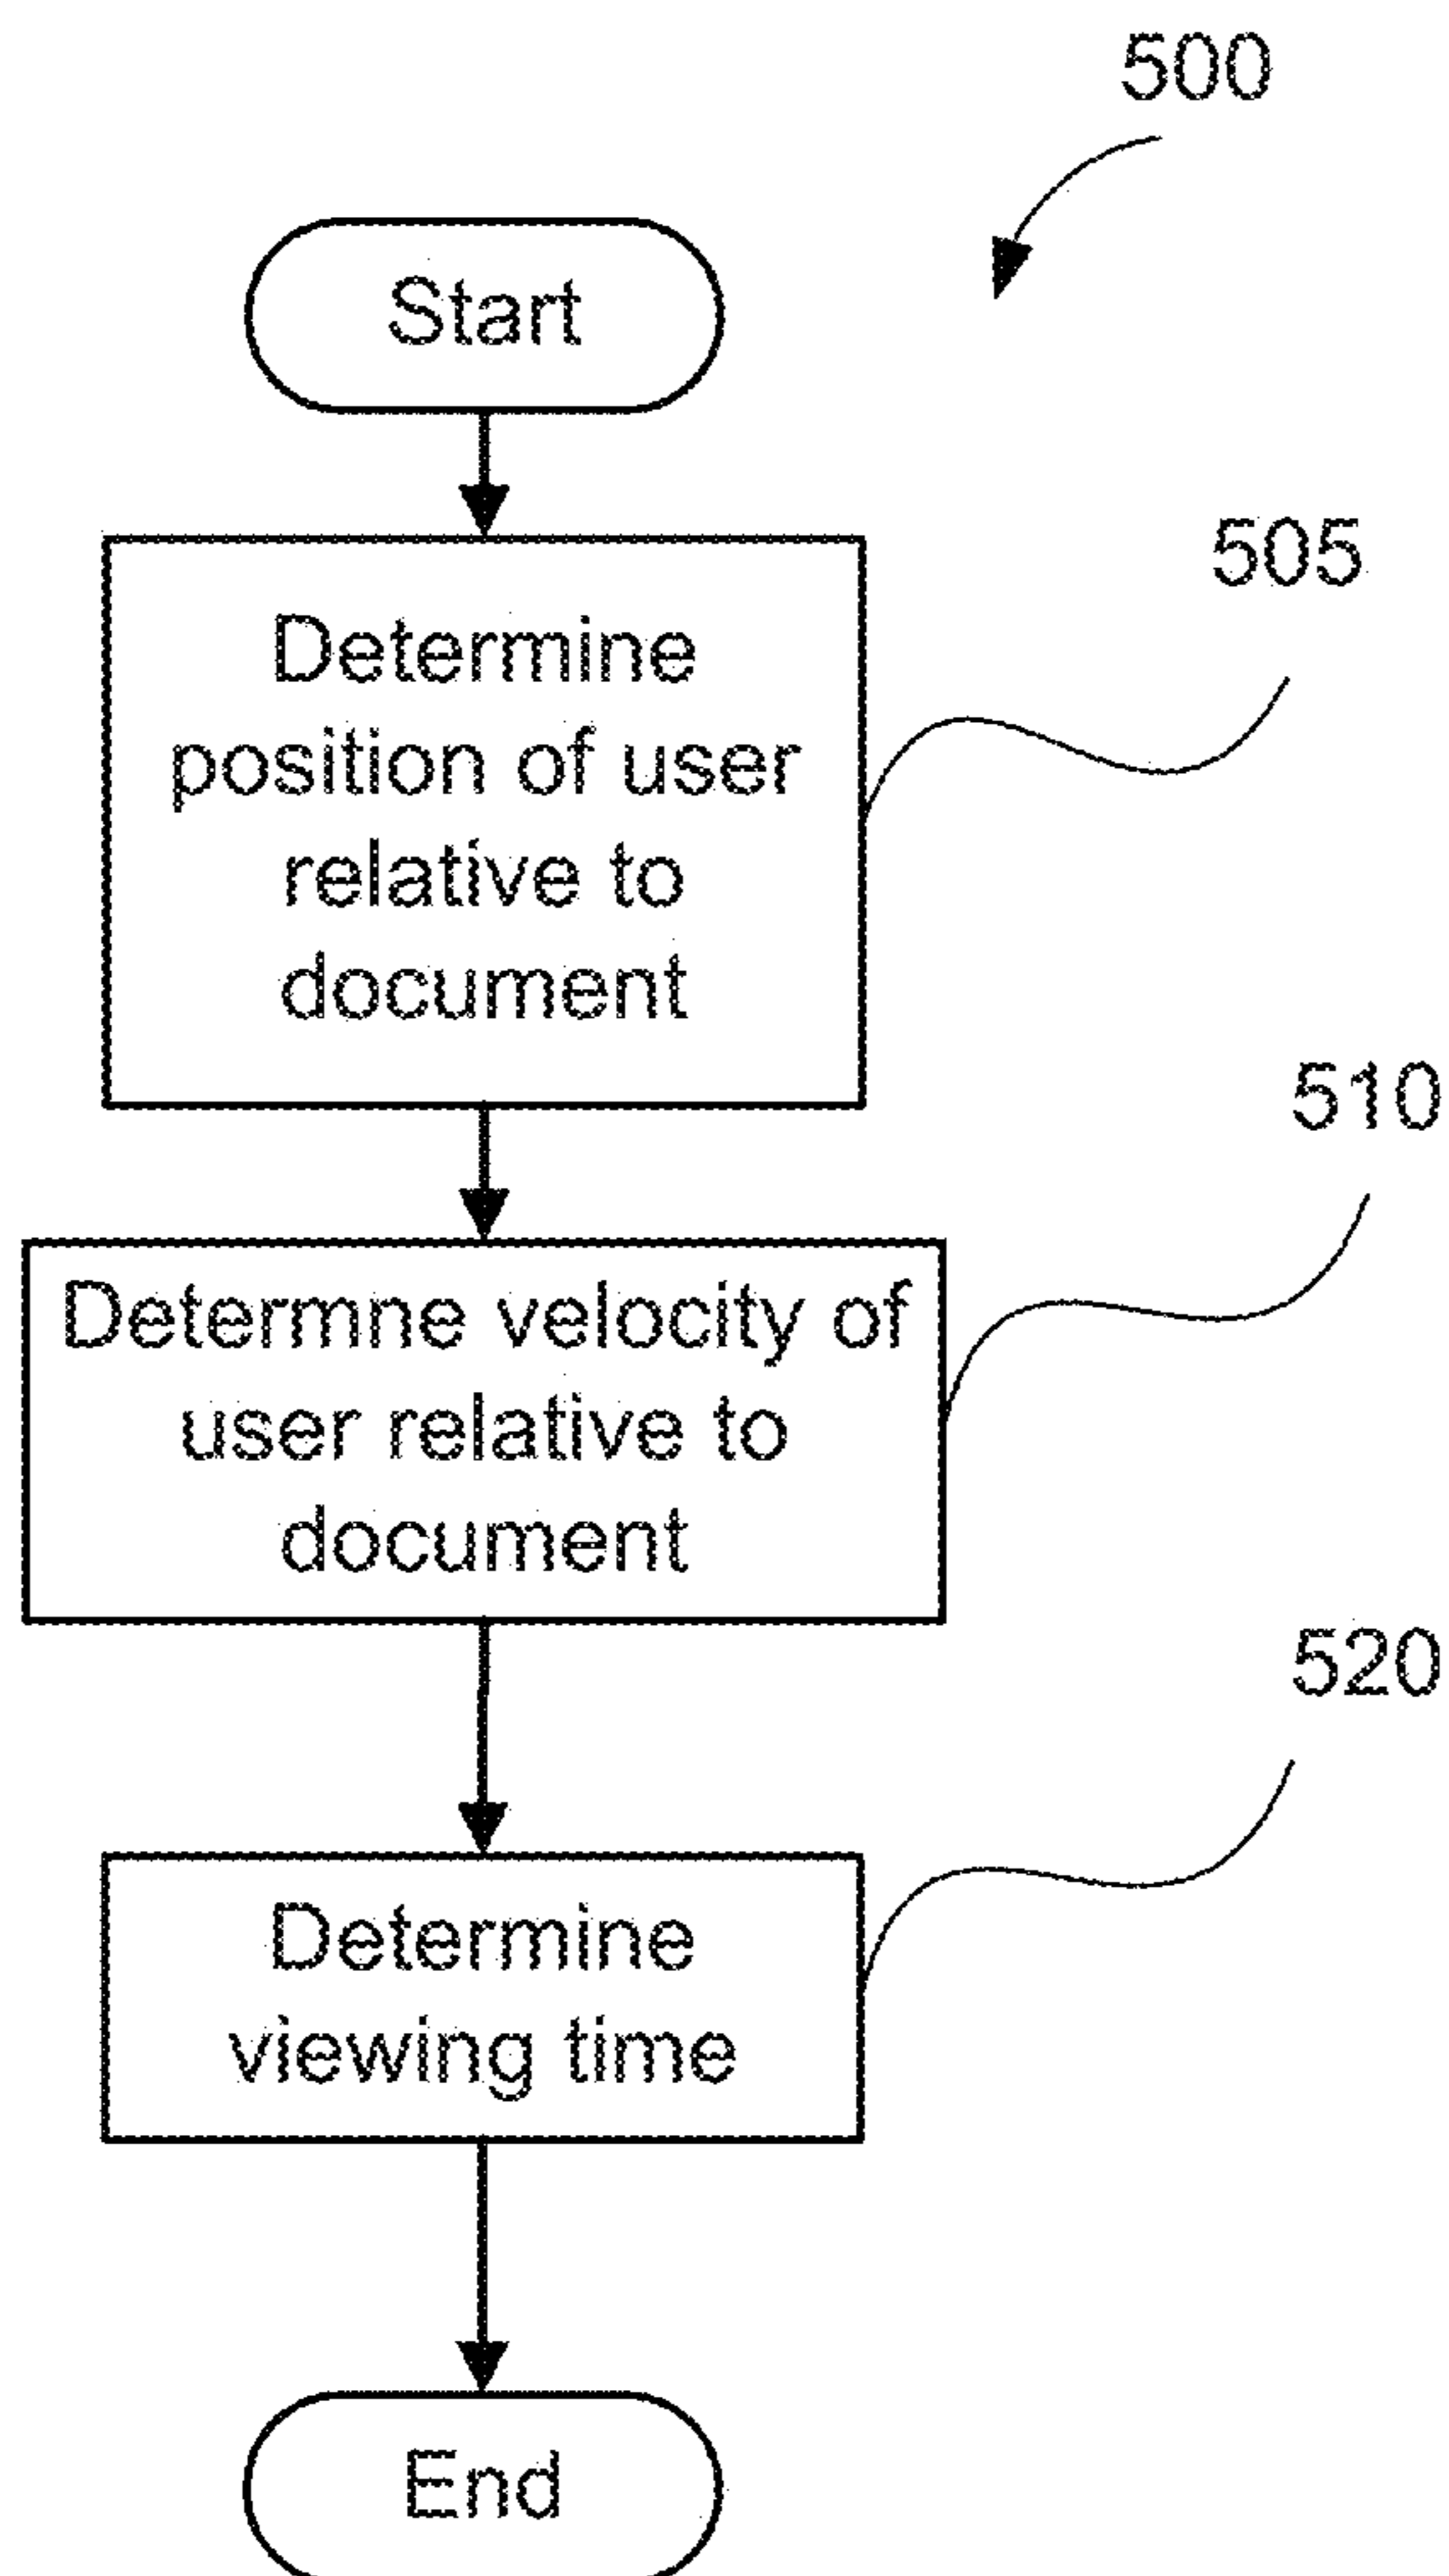 500
Start
505
Determine
position of user
relative to
document
510
Determne velocity of
user relative to
document
520
Determine
viewing time
End